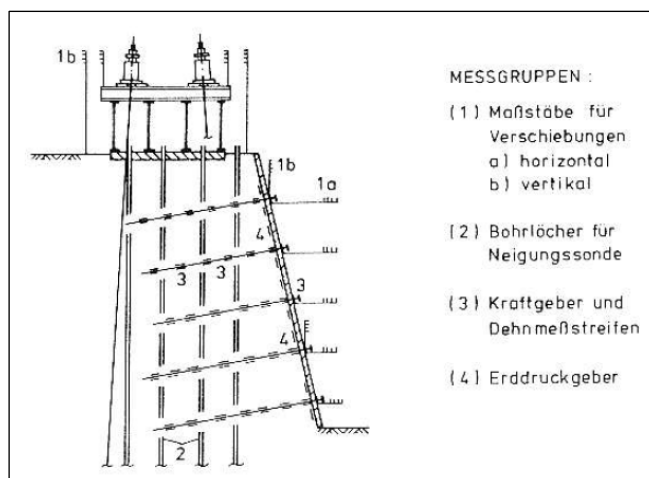 1b
1b
1a
4
3
3
3
4
2
MESSGRUPPEN :
(1) Maßstäbe für
Verschiebungen
a) horizontal
b) vertikal
(2) Bohrlöcher für
Neigungssonde
(3) Kraftgeber und
Dehnmeßstreifen
(4) Erddruckgeber